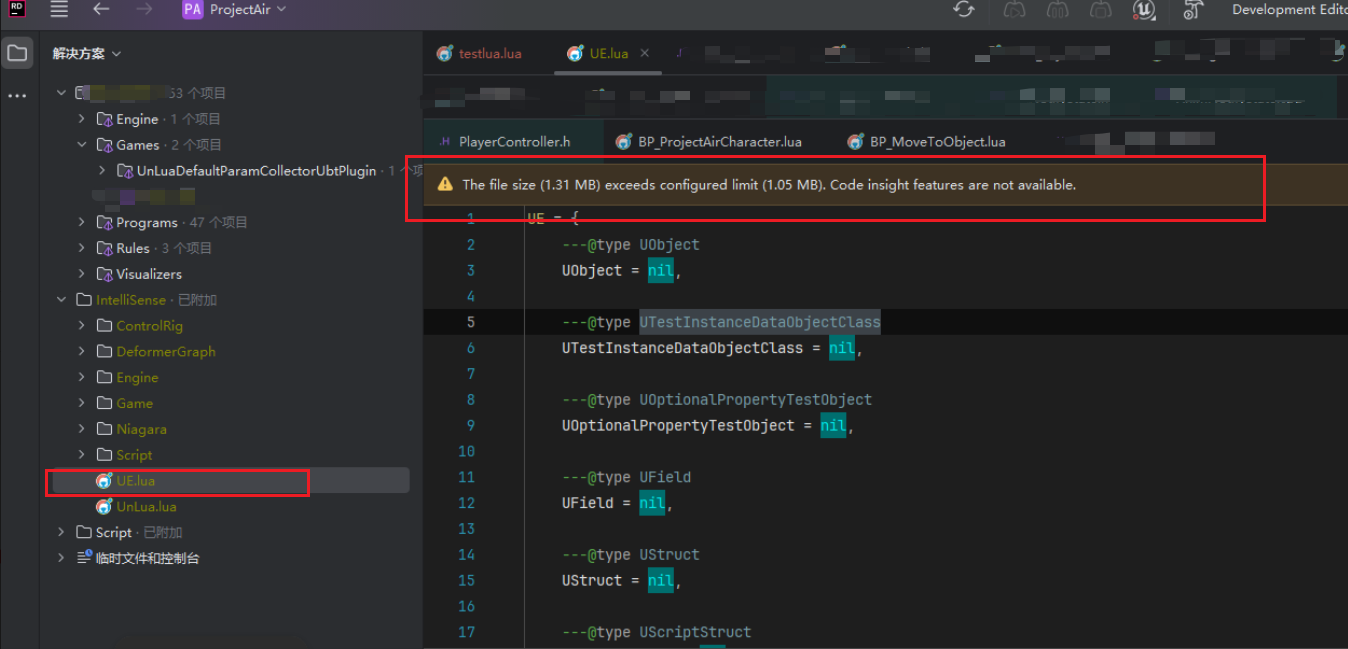 RD
PA ProjectAir
Development Edito
解决方案
testlua.lua
UE.lua
53 个项目
Engine · 1 个项目
Games · 2 个项目
UnLuaDefaultParamCollectorUbtPlugin · 1 个项
Programs · 47 个项目
Rules · 3 个项目
Visualizers
IntelliSense · 已附加
ControlRig
DeformerGraph
Engine
Game
Niagara
Script
UE.lua
UnLua.lua
Script · 已附加
临时文件和控制台
.H PlayerController.h
BP_ProjectAirCharacter.lua
BP_MoveToObject.lua
The file size (1.31 MB) exceeds configured limit (1.05 MB). Code insight features are not available.
1 UE = {
2 ---@type UObject
3 UObject = nil,
4
5 ---@type UTestInstanceDataObjectClass
6 UTestInstanceDataObjectClass = nil,
7
8 ---@type UOptionalPropertyTestObject
9 UOptionalPropertyTestObject = nil,
10
11 ---@type UField
12 UField = nil,
13
14 ---@type UStruct
15 UStruct = nil,
16
17 ---@type UScriptStruct